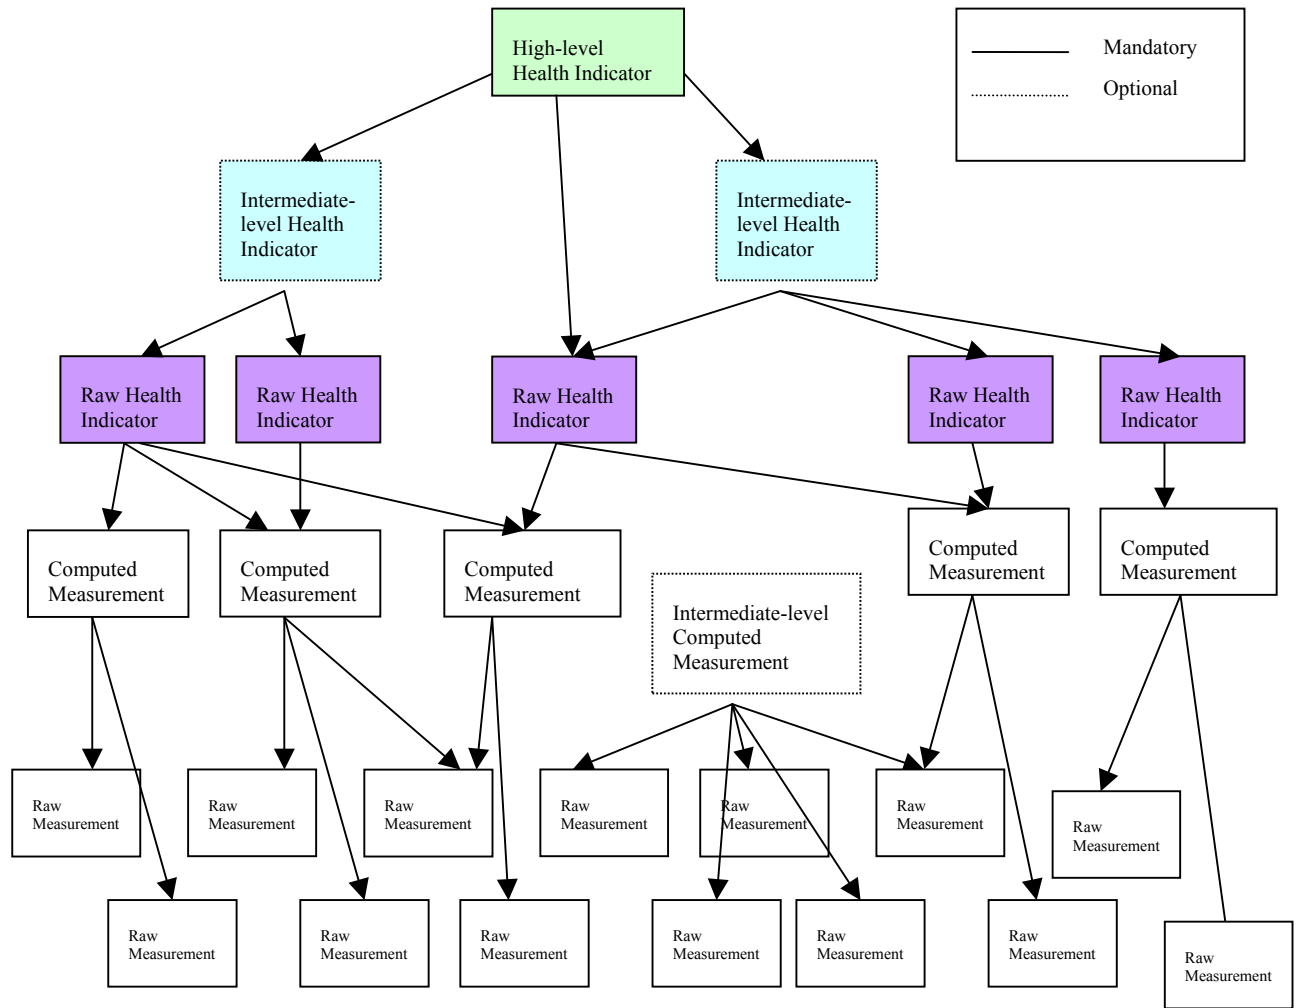 High-level
Health Indicator
Mandatory
Optional
Intermediate-
level Health
Indicator
Intermediate-
level Health
Indicator
Raw Health
Indicator
Raw Health
Indicator
Raw Health
Indicator
Raw Health
Indicator
Raw Health
Indicator
Computed
Measurement
Computed
Measurement
Computed
Measurement
Intermediate-level
Computed
Measurement
Computed
Measurement
Computed
Measurement
Raw
Measurement
Raw
Measurement
Raw
Measurement
Raw
Measurement
Raw
Measurement
Raw
Measurement
Raw
Measurement
Raw
Measurement
Raw
Measurement
Raw
Measurement
Raw
Measurement
Raw
Measurement
Raw
Measurement
Raw
Measurement